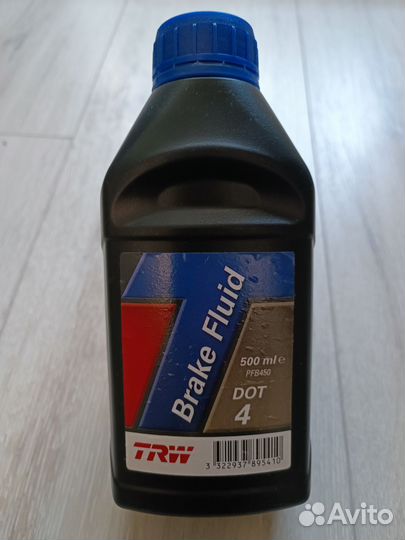 Brake Fluid
500 ml e
PFB450
DOT
4
TRW
3 322937 895410
Avito